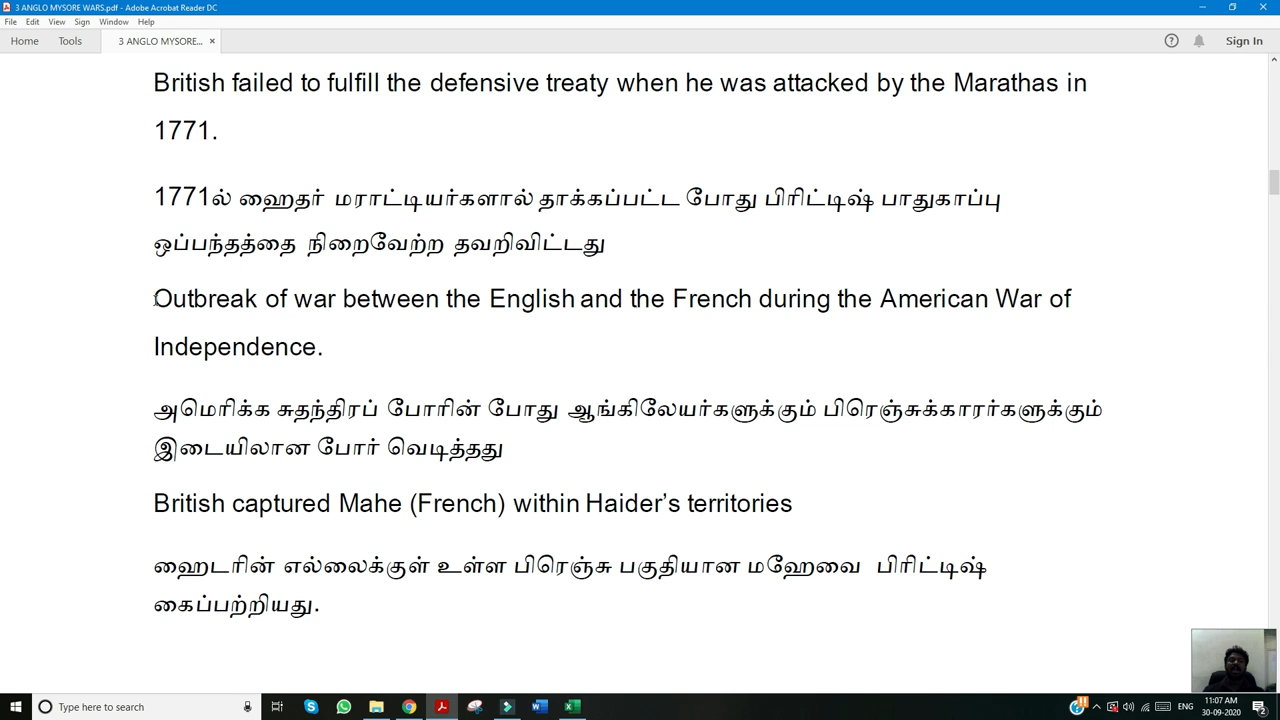 3 ANGLO MYSORE WARS.pdf - Adobe Acrobat Reader DC
File Edit View Sign Window Help
Home Tools 3 ANGLO MYSORE... × Sign In
British failed to fulfill the defensive treaty when he was attacked by the Marathas in
1771.
1771ல் ஹைதர் மராட்டியர்களால் தாக்கப்பட்ட போது பிரிட்டிஷ் பாதுகாப்பு
ஒப்பந்தத்தை நிறைவேற்ற தவறிவிட்டது
Outbreak of war between the English and the French during the American War of
Independence.
அமெரிக்க சுதந்திரப் போரின் போது ஆங்கிலேயர்களுக்கும் பிரெஞ்சுக்காரர்களுக்கும்
இடையிலான போர் வெடித்தது
British captured Mahe (French) within Haider’s territories
ஹைடரின் எல்லைக்குள் உள்ள பிரெஞ்சு பகுதியான மஹேவை பிரிட்டிஷ்
கைப்பற்றியது.
Type here to search ENG 11:07 AM
30-09-2020